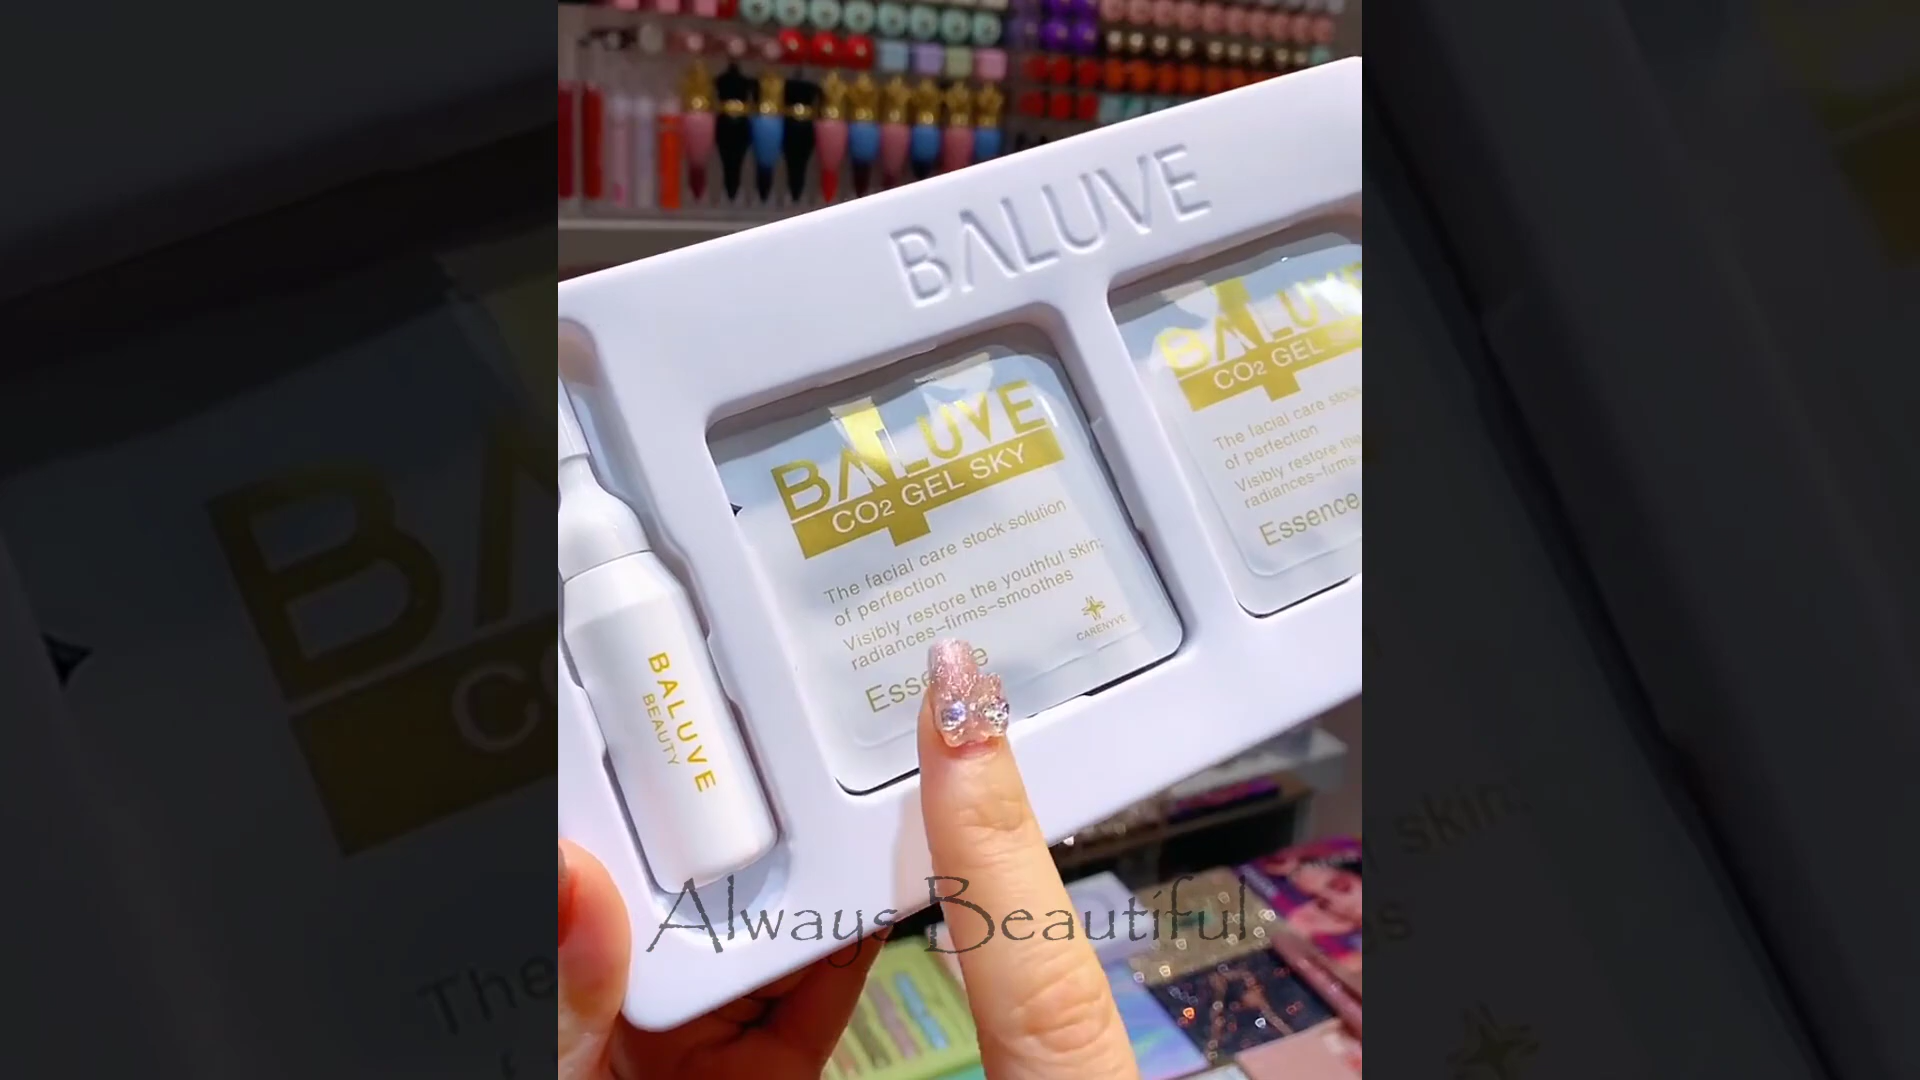 BALUVE
BALUVE
CO2 GEL SKY
The facial care stock solution
of perfection
Visibly restore the youthful skin:
radiances-firms-smoothes
CARENYVE
BALUVE
CO2 GEL
The facial care stock
of perfection
Visibly restore the
radiances-firms-
Essence
BALUVE
BEAUTY
Always Beautiful